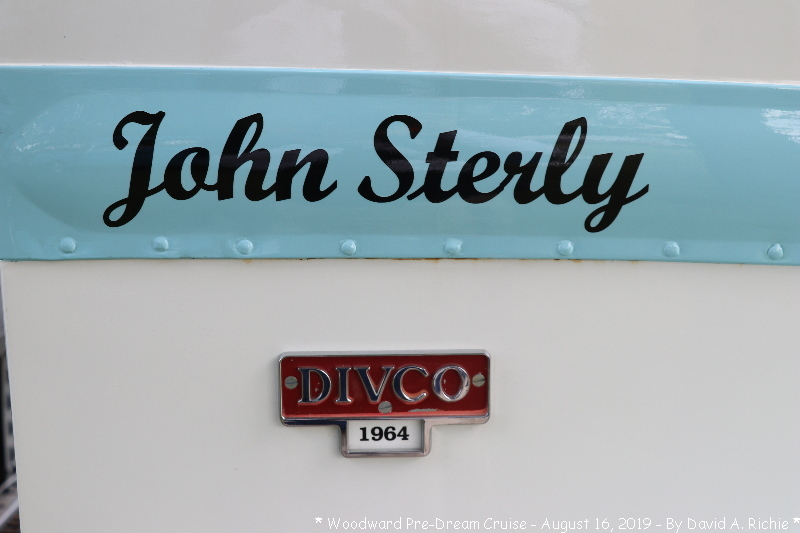 John Sterly
DIVCO
1964
* Woodward Pre-Dream Cruise - August 16, 2019 - By David A. Richie *